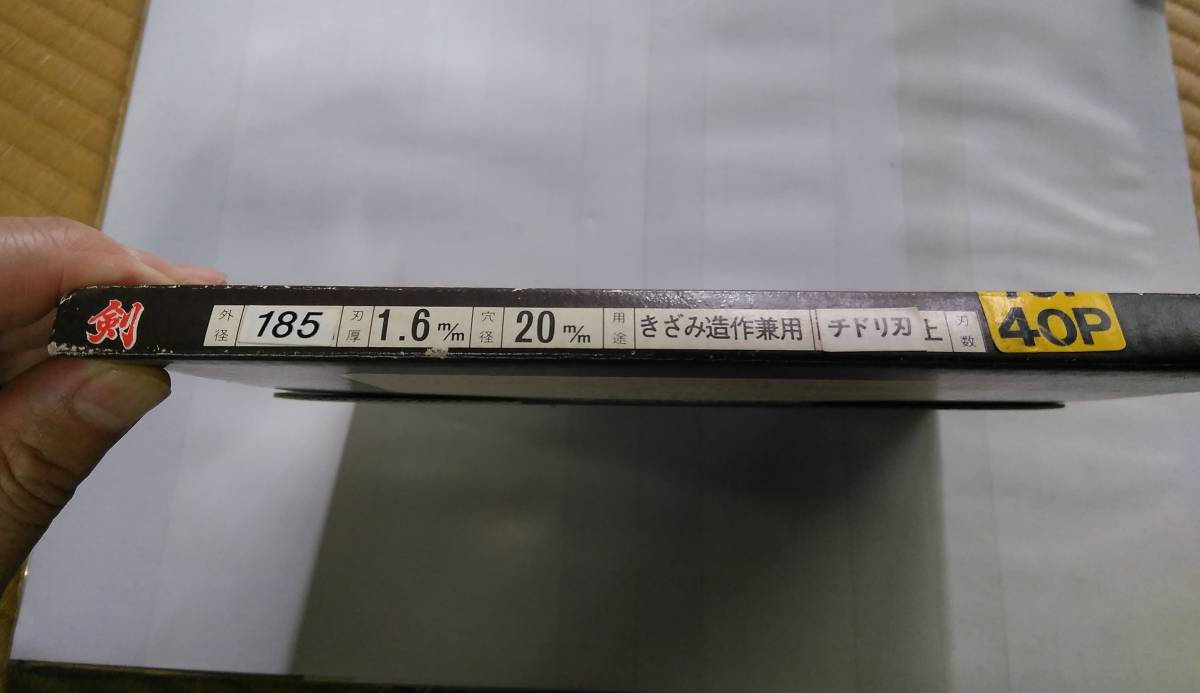 剣 外径 185 刃厚 1.6 m/m 穴径 20 m/m 用途 きざみ造作兼用 チドリ刃 上 刃数 40P